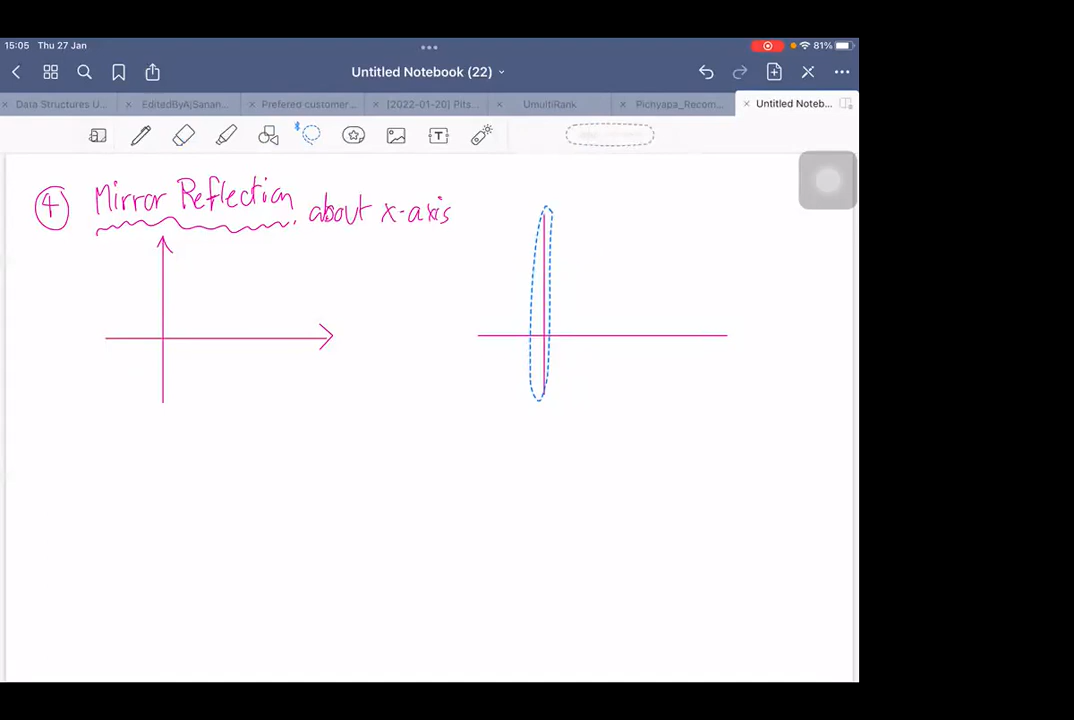 15:05 Thu 27 Jan
81%
Untitled Notebook (22)
Data Structures U...
EditedByAjSanan...
Prefered customer...
[2022-01-20] Pits...
UmultiRank
Pichyapa_Recom...
Untitled Noteb...
T
4 Mirror Reflection, about x-axis